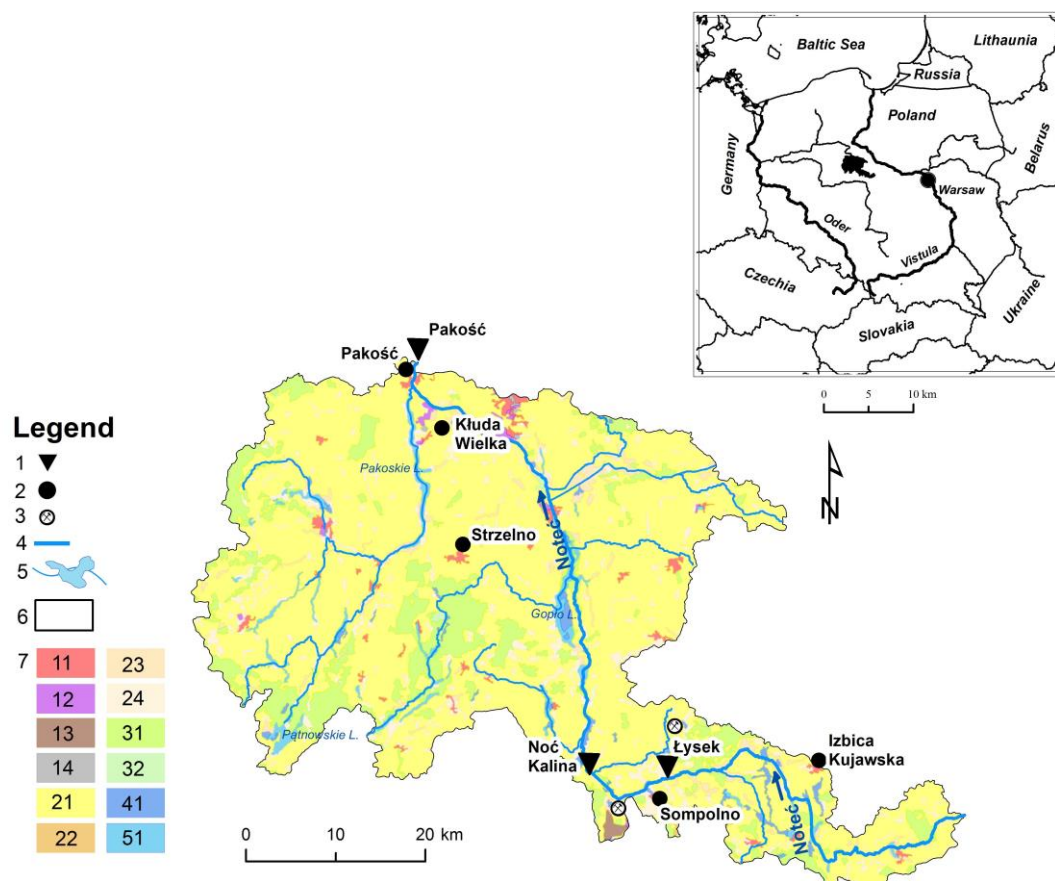 Baltic Sea
Lithaunia
Russia
Poland
Germany
Belarus
Warsaw
Oder
Vistula
Czechia
Ukraine
Slovakia
0 5 10 km
N
Pakość
Pakość
Kłuda
Wielka
Pakoskie L.
Strzelno
Noteć
Gopło L.
Pątnowskie L.
Noć
Kalina
Łysek
Izbica
Kujawska
Sompolno
Noteć
0 10 20 km
Legend
1
2
3
4
5
6
7 11 23
12 24
13 31
14 32
21 41
22 51